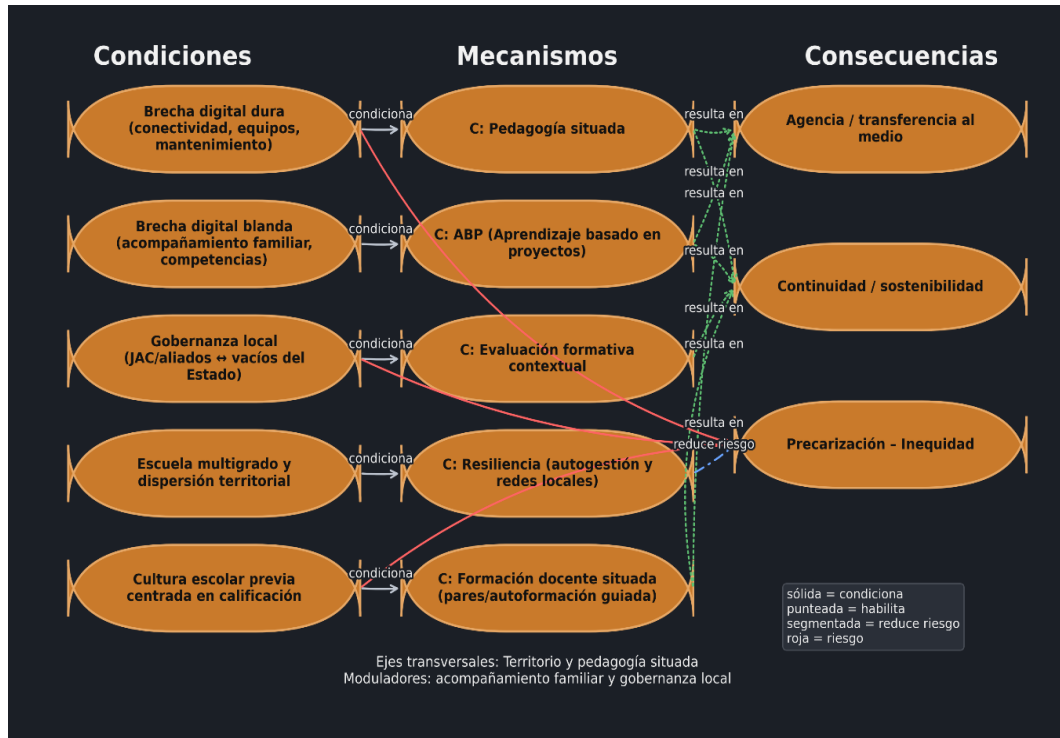 Condiciones
Mecanismos
Consecuencias
Brecha digital dura
(conectividad, equipos,
mantenimiento)
condiciona
C: Pedagogía situada
resulta en
Agencia / transferencia al
medio
resulta en
resulta en
Brecha digital blanda
(acompañamiento familiar,
competencias)
condiciona
C: ABP (Aprendizaje basado en
proyectos)
resulta en
Continuidad / sostenibilidad
resulta en
Gobernanza local
(JAC/aliados ↔ vacíos del
Estado)
condiciona
C: Evaluación formativa
contextual
resulta en
resulta en
reduce riesgo
Precarización – Inequidad
Escuela multigrado y
dispersión territorial
condiciona
C: Resiliencia (autogestión y
redes locales)
Cultura escolar previa
centrada en calificación
condiciona
C: Formación docente situada
(pares/autoformación guiada)
sólida = condiciona
punteada = habilita
segmentada = reduce riesgo
roja = riesgo
Ejes transversales: Territorio y pedagogía situada
Moduladores: acompañamiento familiar y gobernanza local